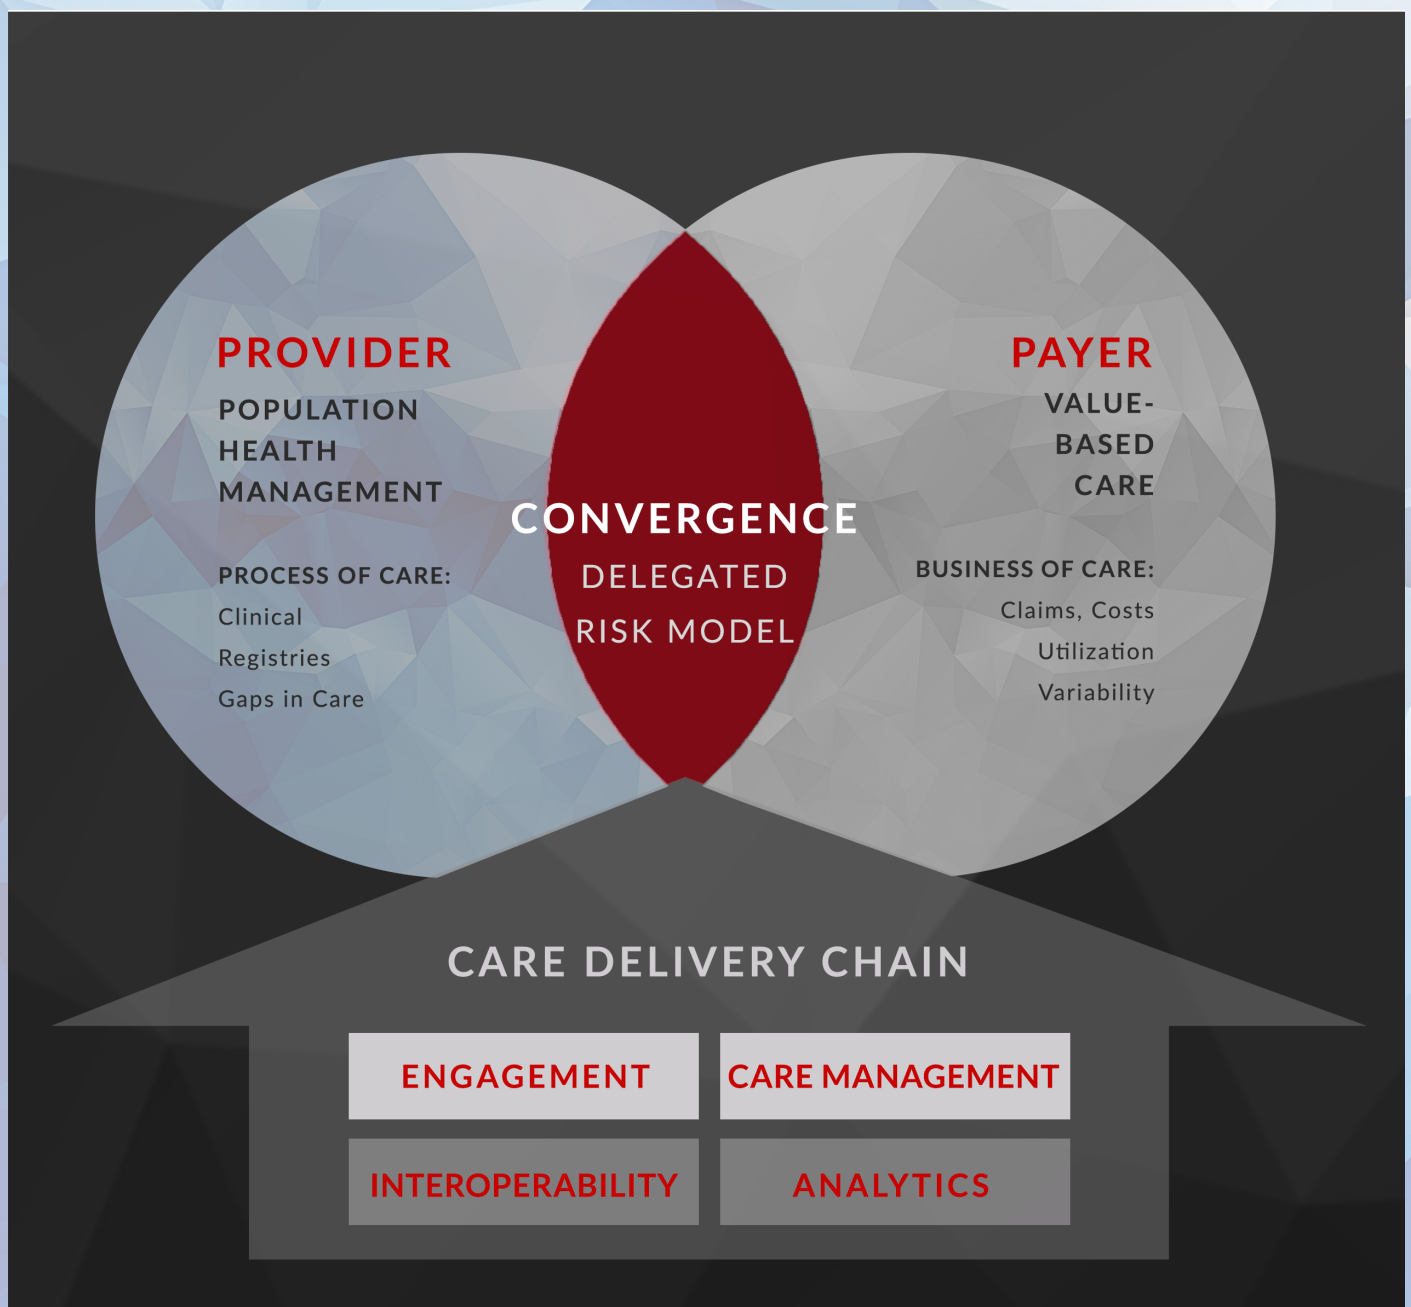 PROVIDER
POPULATION
HEALTH
MANAGEMENT
PROCESS OF CARE:
Clinical
Registries
Gaps in Care
CONVERGENCE
DELEGATED
RISK MODEL
PAYER
VALUE-
BASED
CARE
BUSINESS OF CARE:
Claims, Costs
Utilization
Variability
CARE DELIVERY CHAIN
ENGAGEMENT
CARE MANAGEMENT
INTEROPERABILITY
ANALYTICS